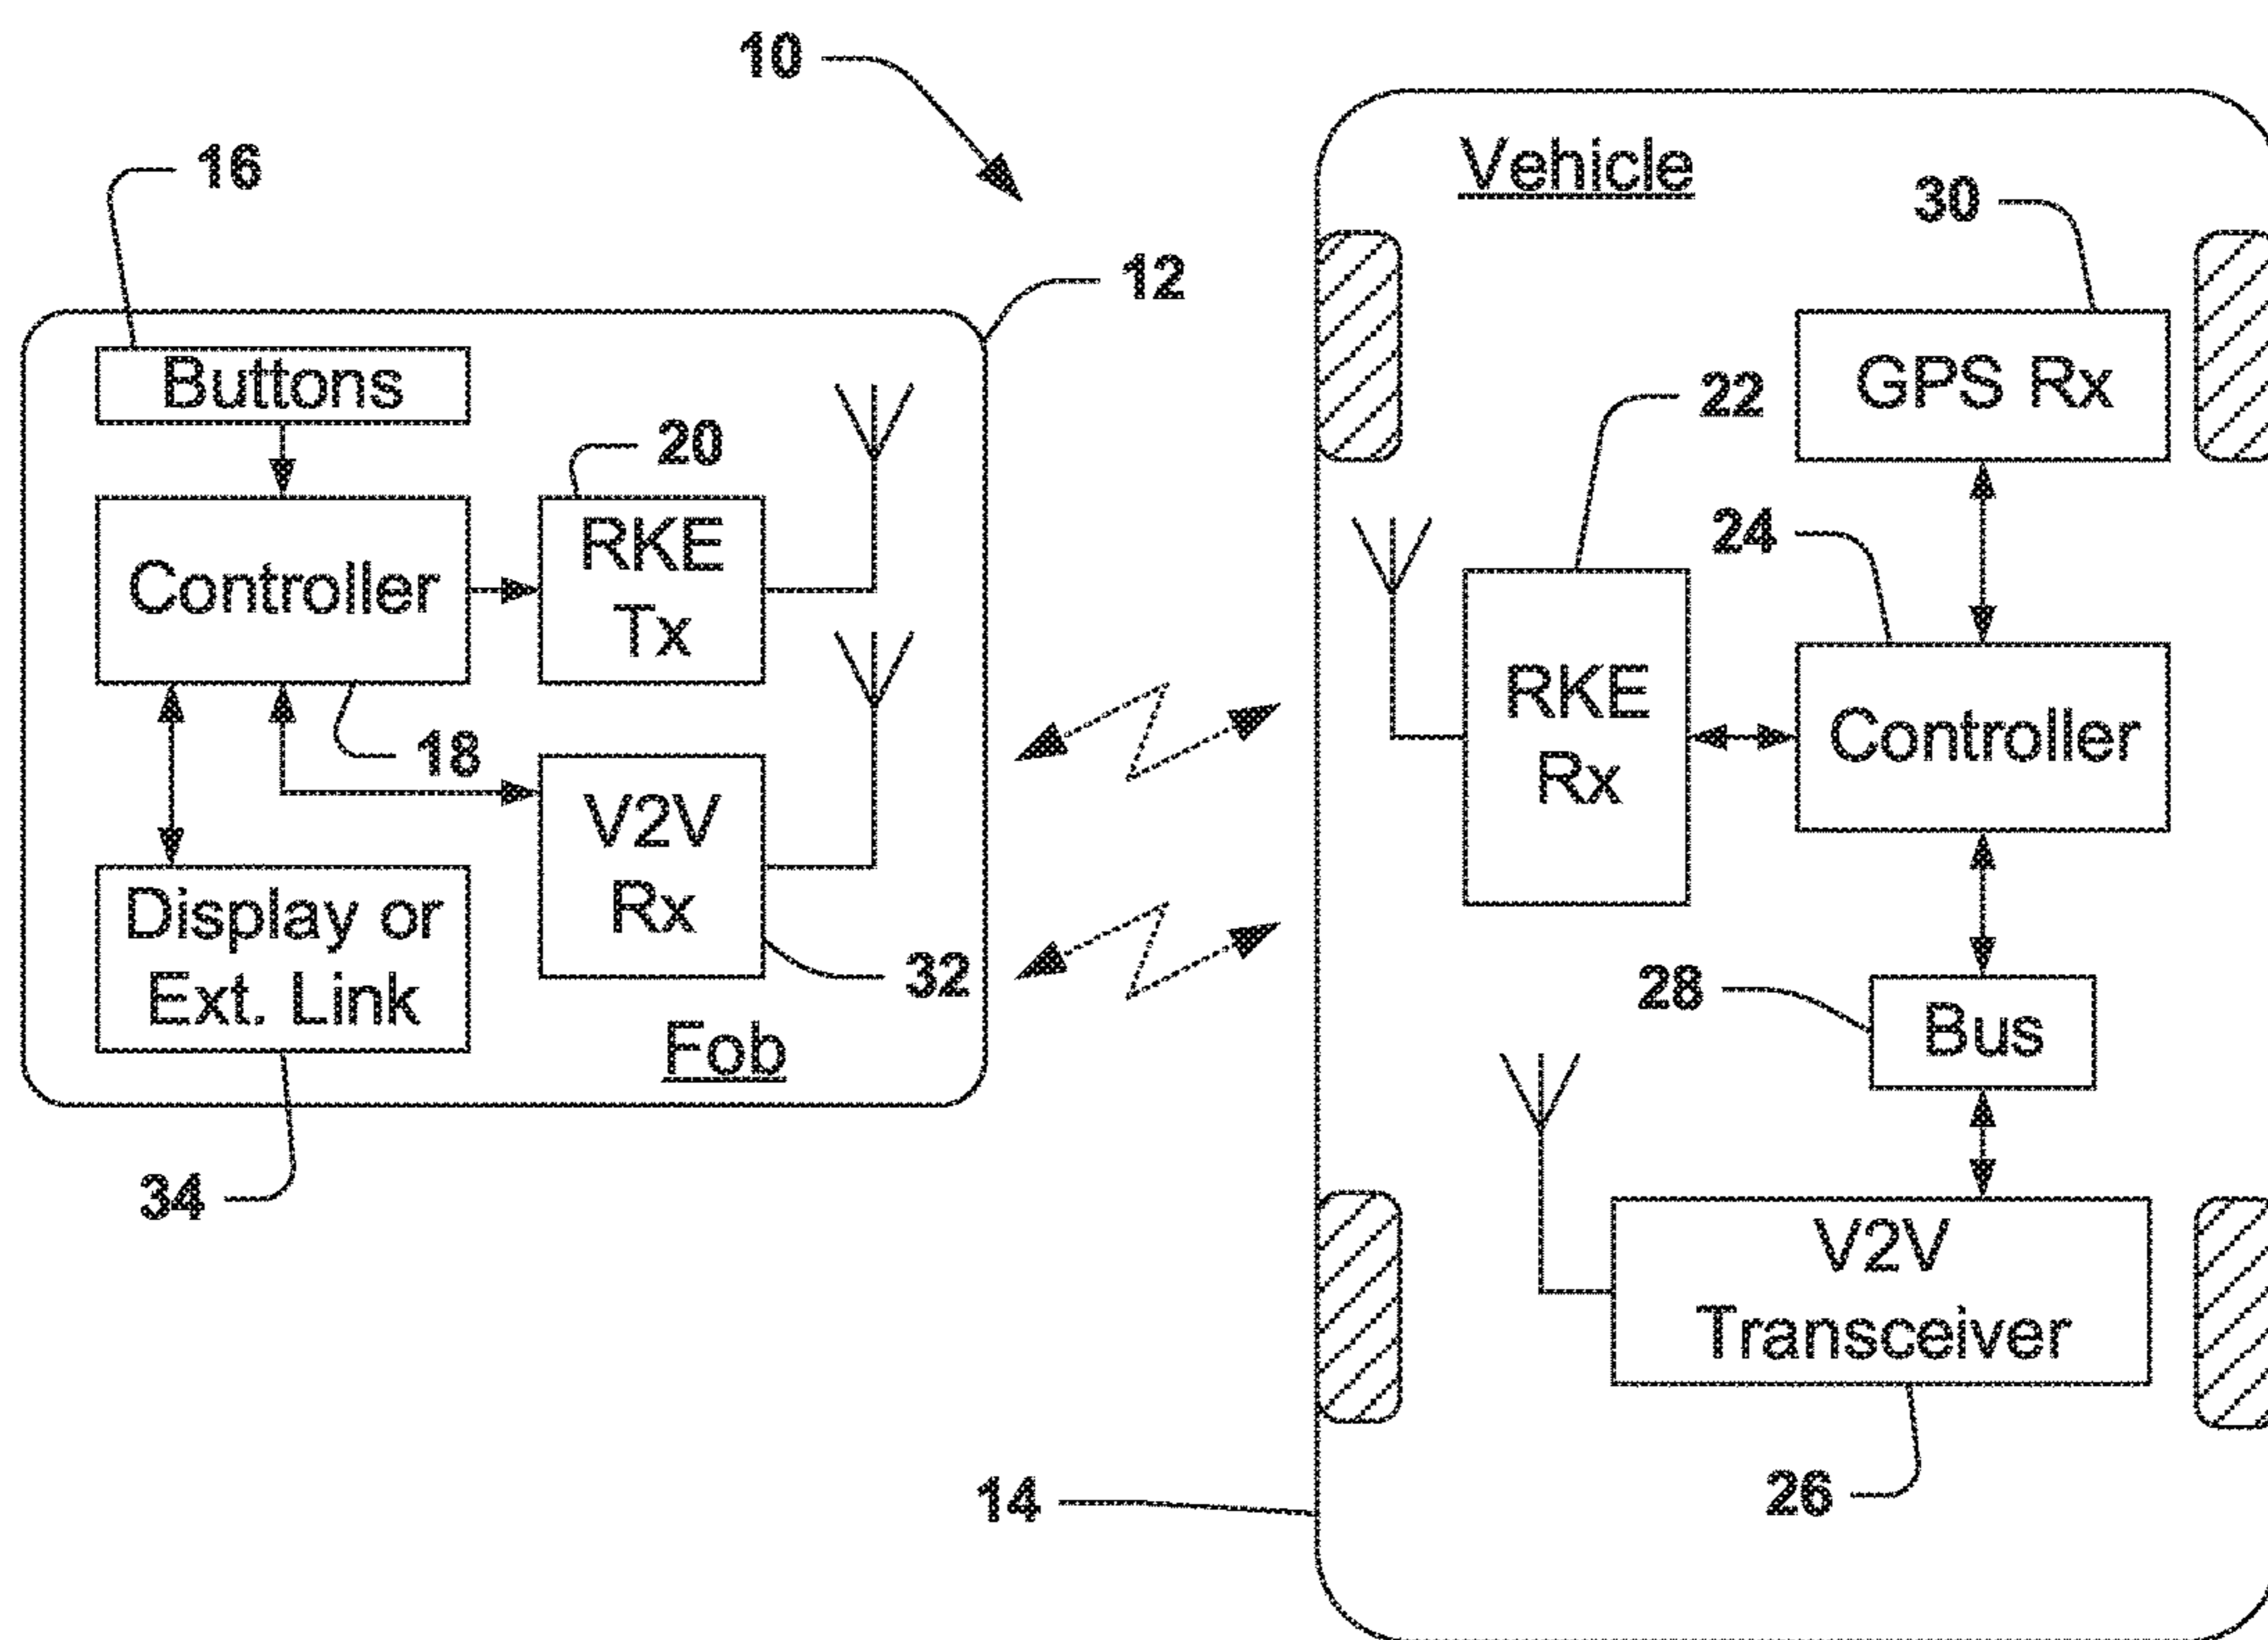 10
16
Vehicle
30
12
Buttons
22
GPS Rx
20
RKE
Tx
24
Controller
RKE
Rx
Controller
18
V2V
Rx
Display or
Ext. Link
32
28
Bus
Fob
34
V2V
Transceiver
14
26